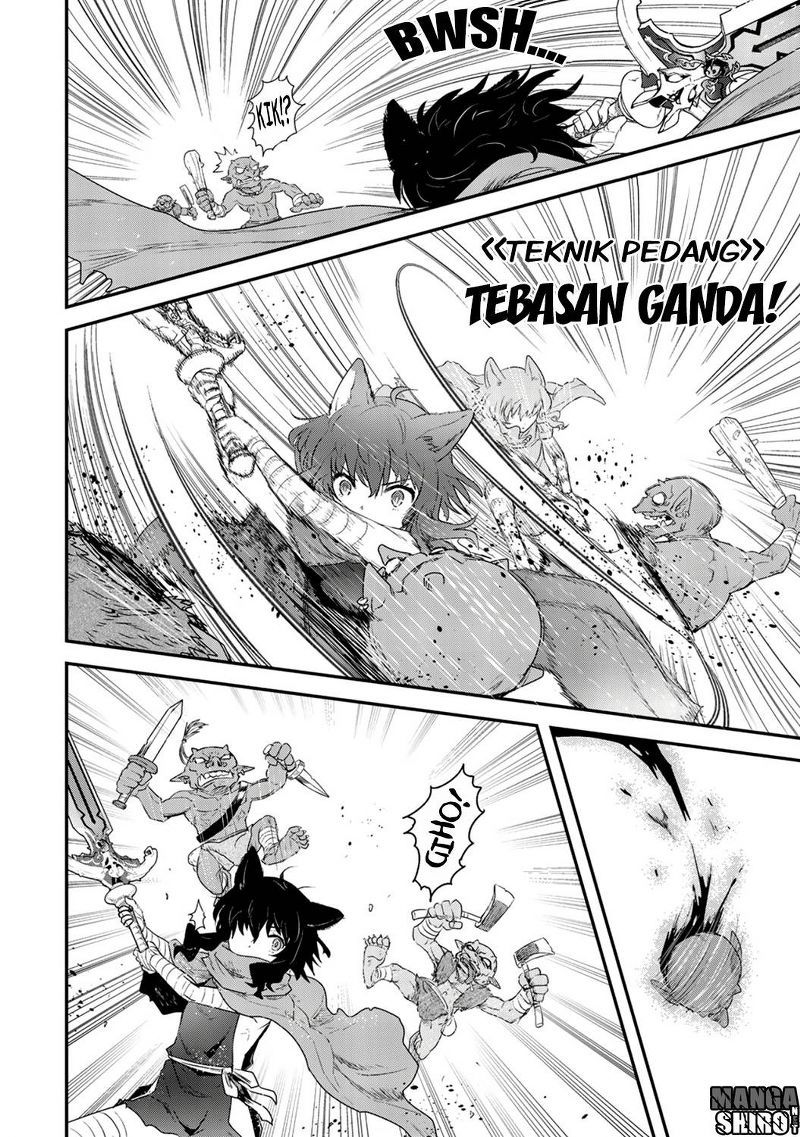 BWSH....
KIK!?
<<TEKNIK PEDANG>>
TEBASAN GANDA!
GIHO!
MANGA
SHIRO